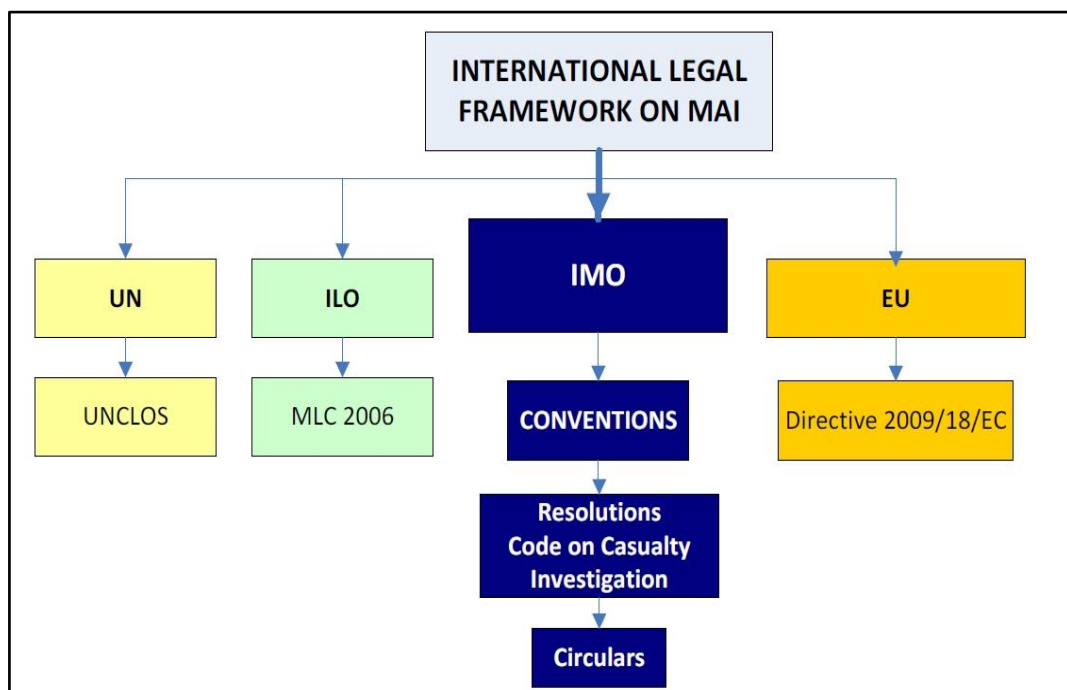 INTERNATIONAL LEGAL
FRAMEWORK ON MAI
UN
ILO
IMO
EU
UNCLOS
MLC 2006
CONVENTIONS
Directive 2009/18/EC
Resolutions
Code on Casualty
Investigation
Circulars